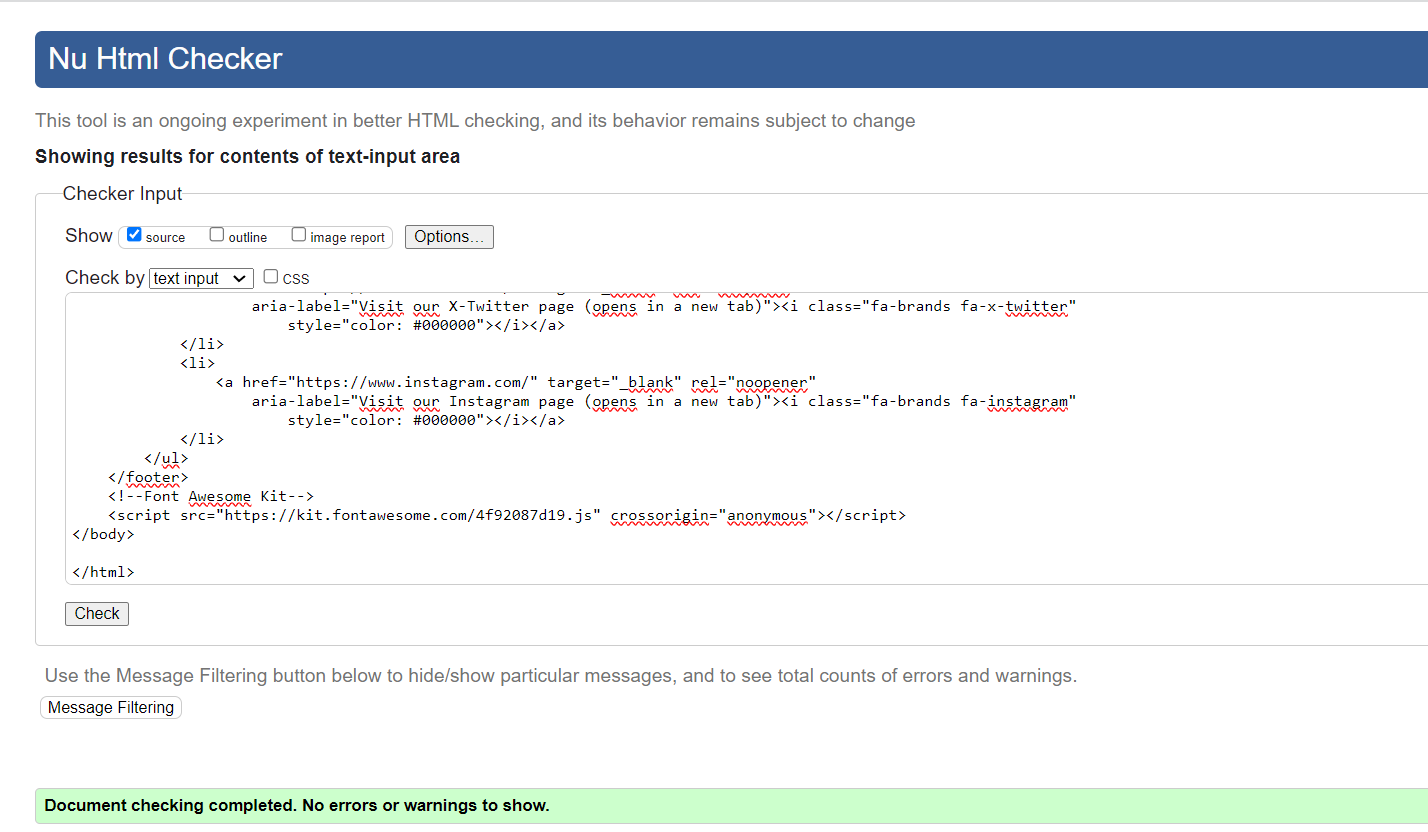 Nu Html Checker
This tool is an ongoing experiment in better HTML checking, and its behavior remains subject to change
Showing results for contents of text-input area
Checker Input
Show source outline image report Options...
Check by text input CSS
aria-label="Visit our X-Twitter page (opens in a new tab)"><i class="fa-brands fa-x-twitter"
style="color: #000000"></i></a>
</li>
<li>
<a href="https://www.instagram.com/" target="_blank" rel="noopener"
aria-label="Visit our Instagram page (opens in a new tab)"><i class="fa-brands fa-instagram"
style="color: #000000"></i></a>
</li>
</ul>
</footer>
<!--Font Awesome Kit-->
<script src="https://kit.fontawesome.com/4f92087d19.js" crossorigin="anonymous"></script>
</body>
</html>
Check
Use the Message Filtering button below to hide/show particular messages, and to see total counts of errors and warnings.
Message Filtering
Document checking completed. No errors or warnings to show.